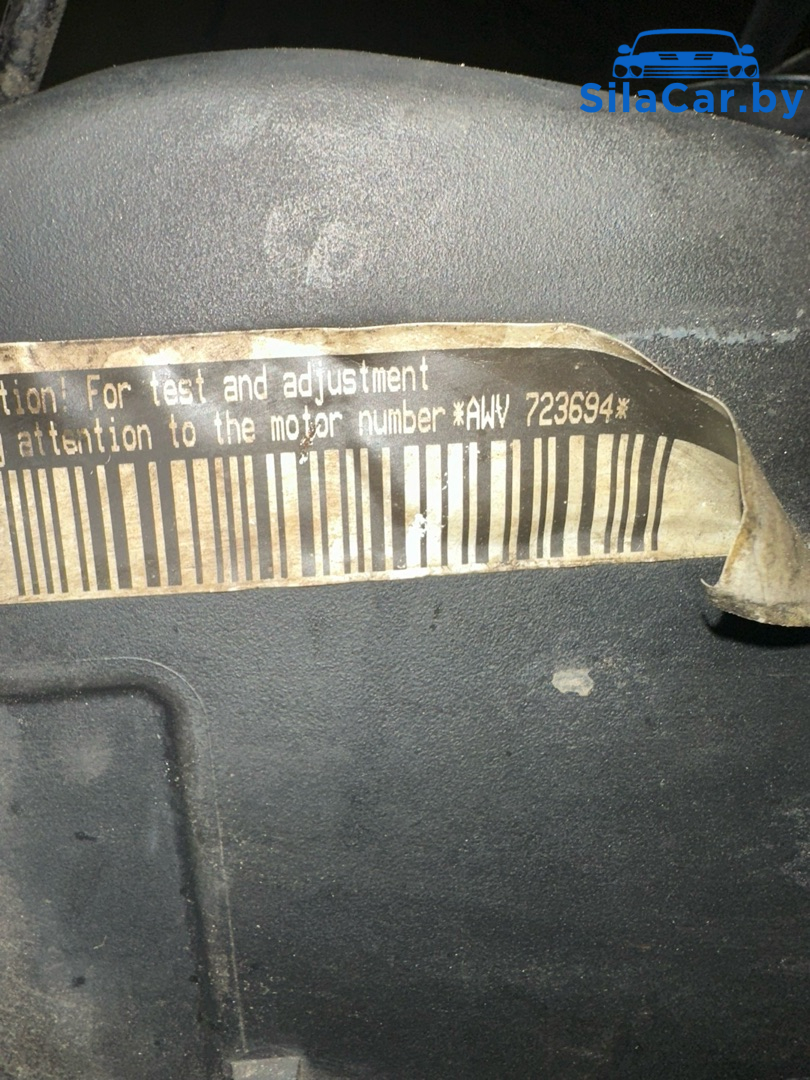 SilaCar.by
tion! For test and adjustment
attention to the motor number *AWV 723694*